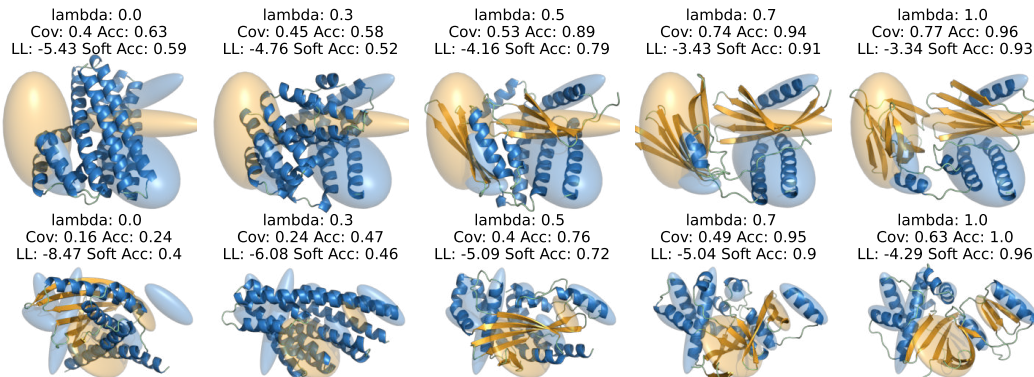 lambda: 0.0
Cov: 0.4 Acc: 0.63
LL: -5.43 Soft Acc: 0.59
lambda: 0.3
Cov: 0.45 Acc: 0.58
LL: -4.76 Soft Acc: 0.52
lambda: 0.5
Cov: 0.53 Acc: 0.89
LL: -4.16 Soft Acc: 0.79
lambda: 0.7
Cov: 0.74 Acc: 0.94
LL: -3.43 Soft Acc: 0.91
lambda: 1.0
Cov: 0.77 Acc: 0.96
LL: -3.34 Soft Acc: 0.93
lambda: 0.0
Cov: 0.16 Acc: 0.24
LL: -8.47 Soft Acc: 0.4
lambda: 0.3
Cov: 0.24 Acc: 0.47
LL: -6.08 Soft Acc: 0.46
lambda: 0.5
Cov: 0.4 Acc: 0.76
LL: -5.09 Soft Acc: 0.72
lambda: 0.7
Cov: 0.49 Acc: 0.95
LL: -5.04 Soft Acc: 0.9
lambda: 1.0
Cov: 0.63 Acc: 1.0
LL: -4.29 Soft Acc: 0.96